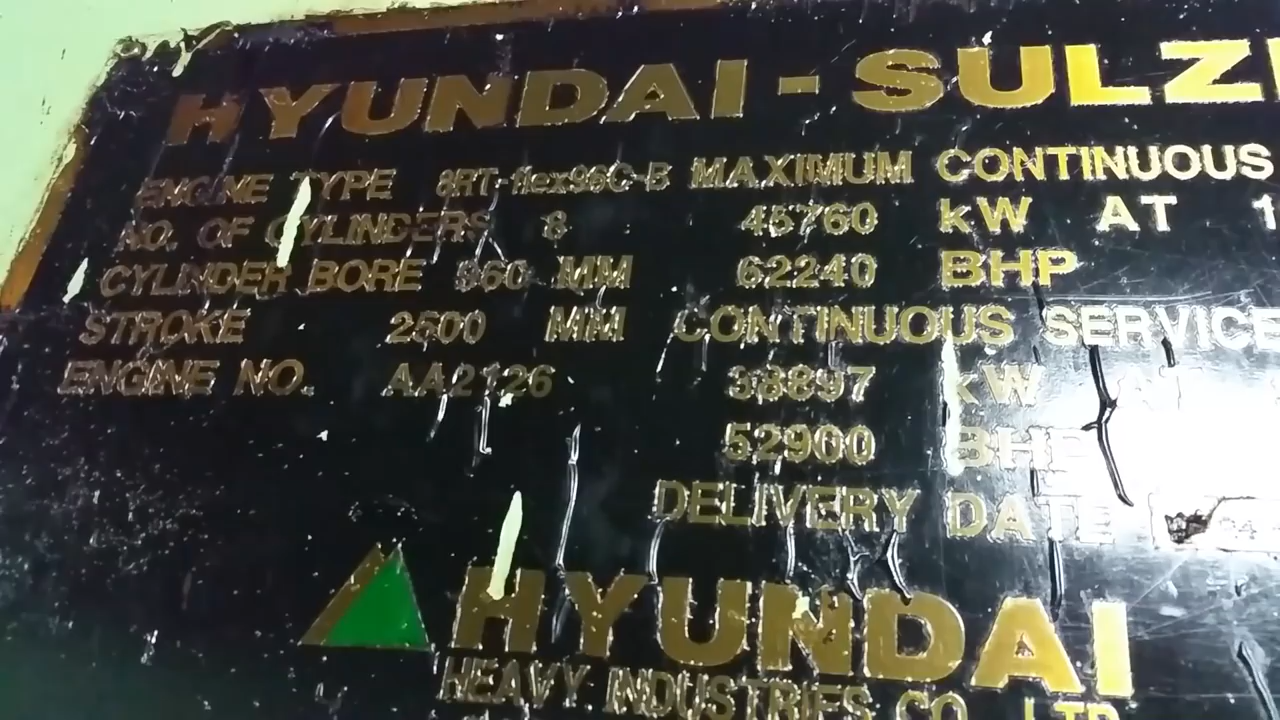 HYUNDAI - SULZ
ENGINE TYPE 8RT-flex96C-B MAXIMUM CONTINUOUS
NO. OF CYLINDERS 8 45760 kW AT 1
CYLINDER BORE 960 MM 62240 BHP
STROKE 2500 MM CONTINUOUS SERVICE
ENGINE NO. AA2126 38897 kW AT
52900 BHP
DELIVERY DATE
HYUNDAI
HEAVY INDUSTRIES CO. LTD